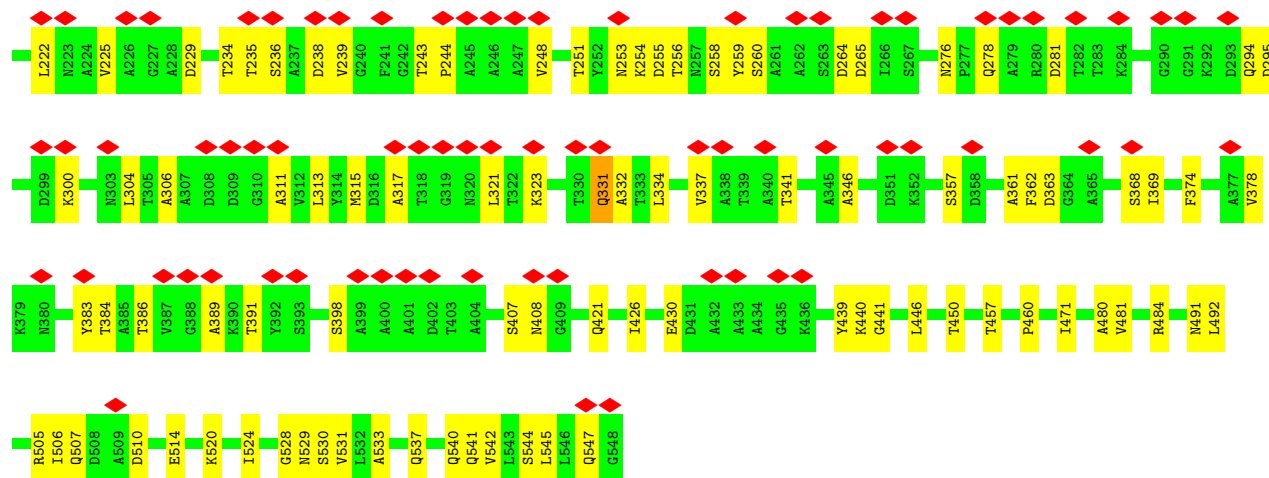 L222 N223 A224 V225 A226 G227 A228 D229 T234 T235 S236 A237 D238 V239 G240 F241 G242 T243 P244 A245 A246 A247 V248 T251 Y252 N253 K254 D255 T256 N257 S258 Y259 S260 A261 A262 S263 D264 D265 I266 S267 N276 P277 Q278 A279 R280 D281 T282 T283 K284 G290 G291 K292 D293 Q294 D295
D299 K300 N303 L304 T305 A306 A307 D308 D309 G310 A311 V312 L313 Y314 M315 D316 A317 T318 G319 N320 L321 T322 K323 T330 Q331 A332 T333 L334 V337 A338 T339 A340 T341 A345 A346 D351 K352 S357 D358 A361 F362 D363 G364 A365 S368 I369 F374 A377 V378
K379 N380 Y383 T384 A385 T386 V387 G388 A389 K390 T391 Y392 S393 S398 A399 A400 A401 D402 T403 A404 S407 N408 G409 Q421 I426 E430 D431 A432 A433 A434 G435 K436 Y439 K440 G441 L446 T450 T457 P460 I471 A480 V481 R484 N491 L492
R505 I506 Q507 D508 A509 D510 E514 K520 I524 G528 N529 S530 V531 L532 A533 Q537 Q540 Q541 V542 L543 S544 L545 L546 Q547 G548